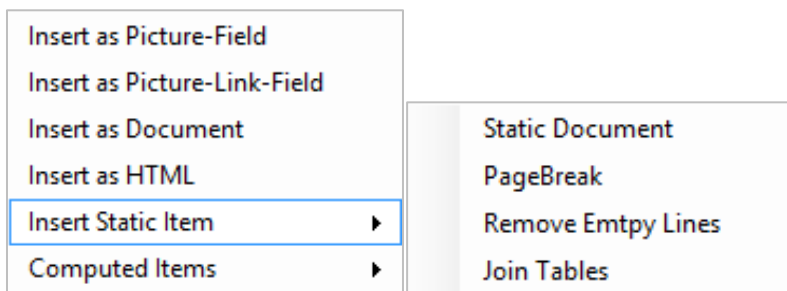 Insert as Picture-Field
Insert as Picture-Link-Field
Insert as Document
Insert as HTML
Insert Static Item
Computed Items
Static Document
PageBreak
Remove Emtpy Lines
Join Tables